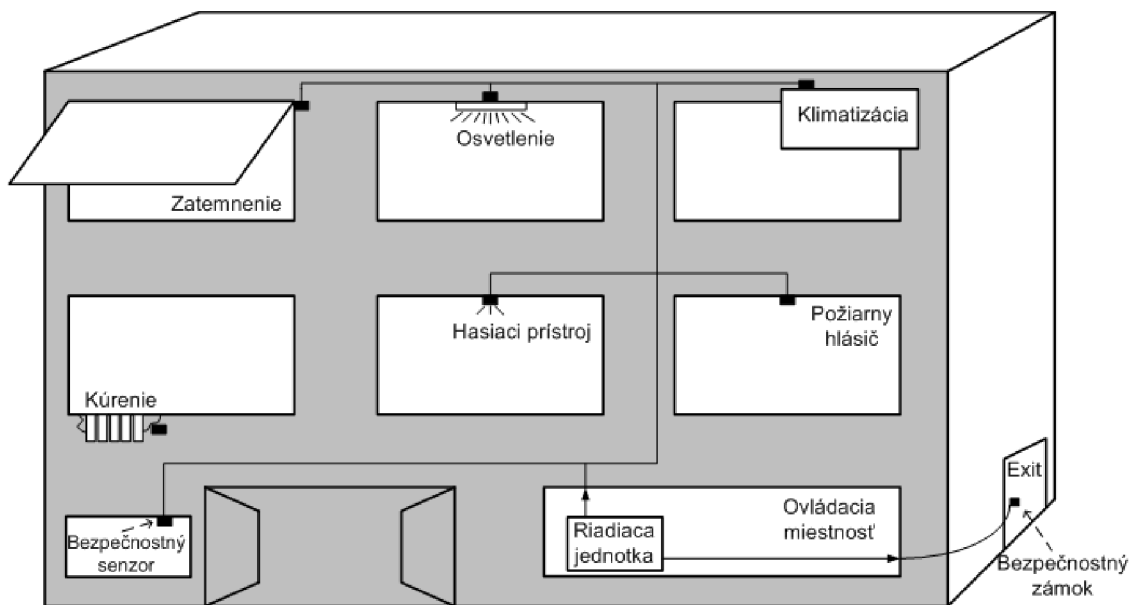 Klimatizácia
Osvetlenie
Zatemnenie
Hasiaci prístroj
Požiarny
hlásič
Kúrenie
Exit
Ovládacia
miestnosť
Riadiaca
jednotka
Bezpečnostný
senzor
Bezpečnostný
zámok